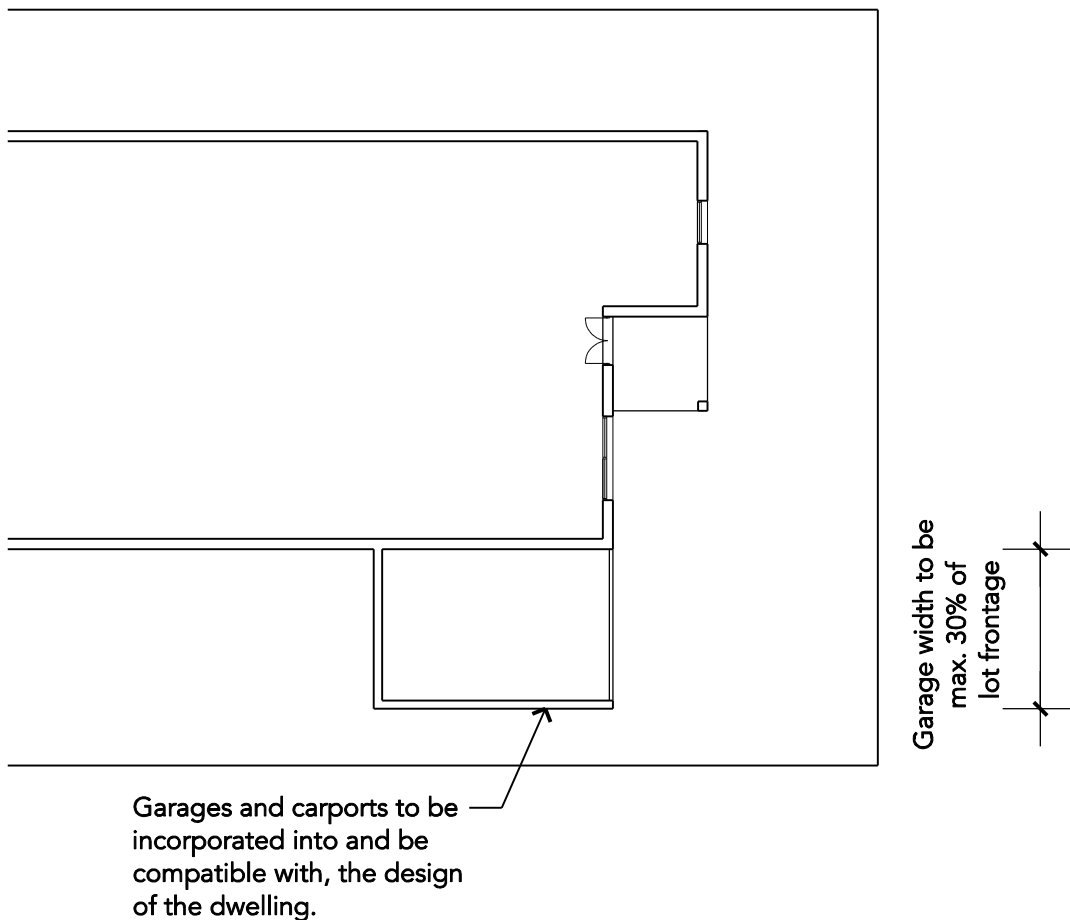 Garage width to be
max. 30% of
lot frontage
Garages and carports to be
incorporated into and be
compatible with, the design
of the dwelling.